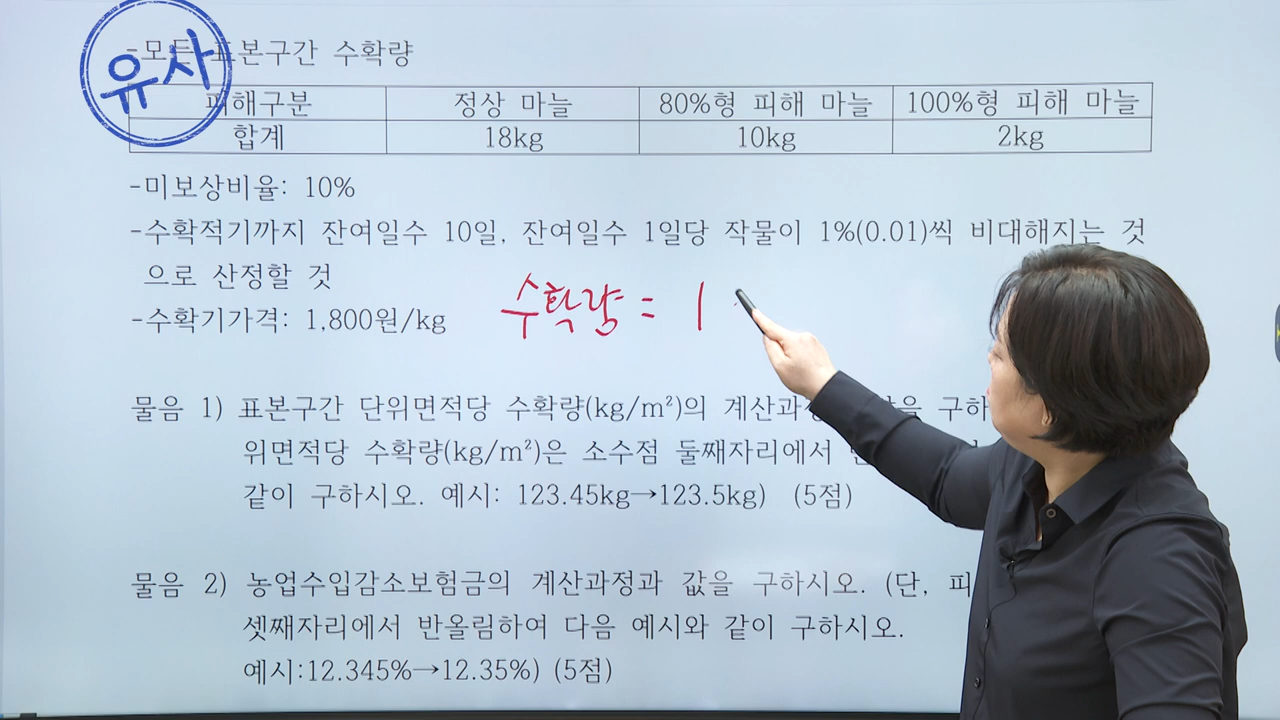 유사
-모든 표본구간 수확량
피해구분 정상 마늘 80%형 피해 마늘 100%형 피해 마늘
합계 18kg 10kg 2kg
-미보상비율: 10%
-수확적기까지 잔여일수 10일, 잔여일수 1일당 작물이 1%(0.01)씩 비대해지는 것
으로 산정할 것
-수확기가격: 1,800원/kg
수확량 = 1
물음 1) 표본구간 단위면적당 수확량(kg/m²)의
위면적당 수확량(kg/m²)은 소수점 둘째자리에서
같이 구하시오. 예시: 123.45kg→123.5kg) (5점)
물음 2) 농업수입감소보험금의 계산과정과 값을 구하시오. (단, 피
셋째자리에서 반올림하여 다음 예시와 같이 구하시오.
예시:12.345%→12.35%) (5점)